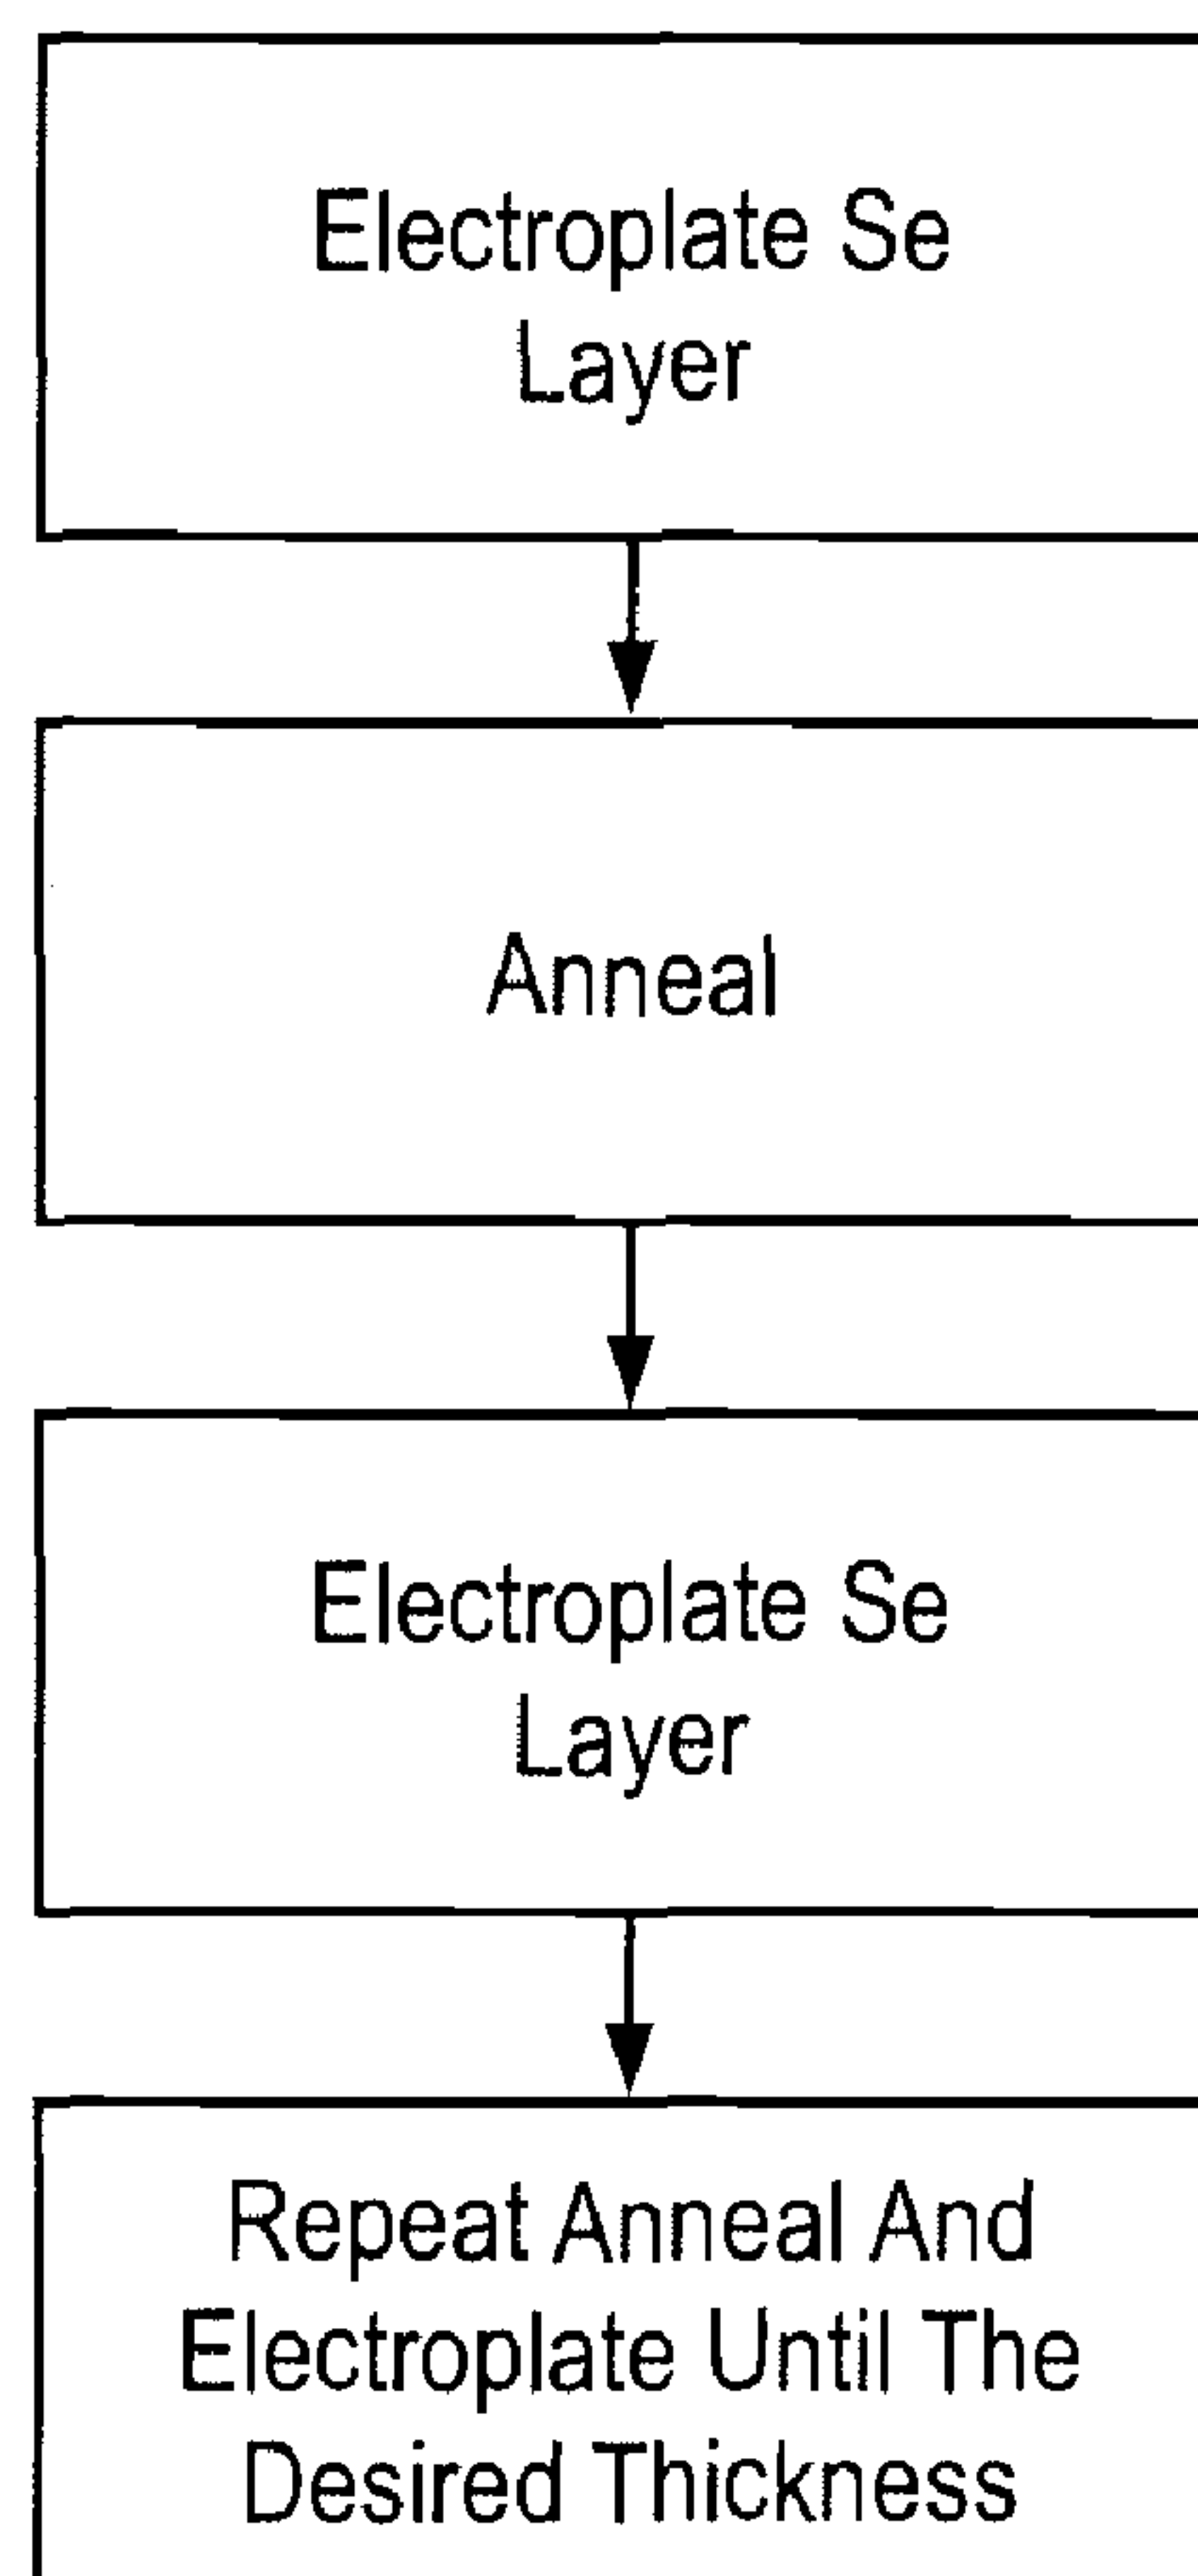 Electroplate Se
Layer
Anneal
Electroplate Se
Layer
Repeat Anneal And
Electroplate Until The
Desired Thickness